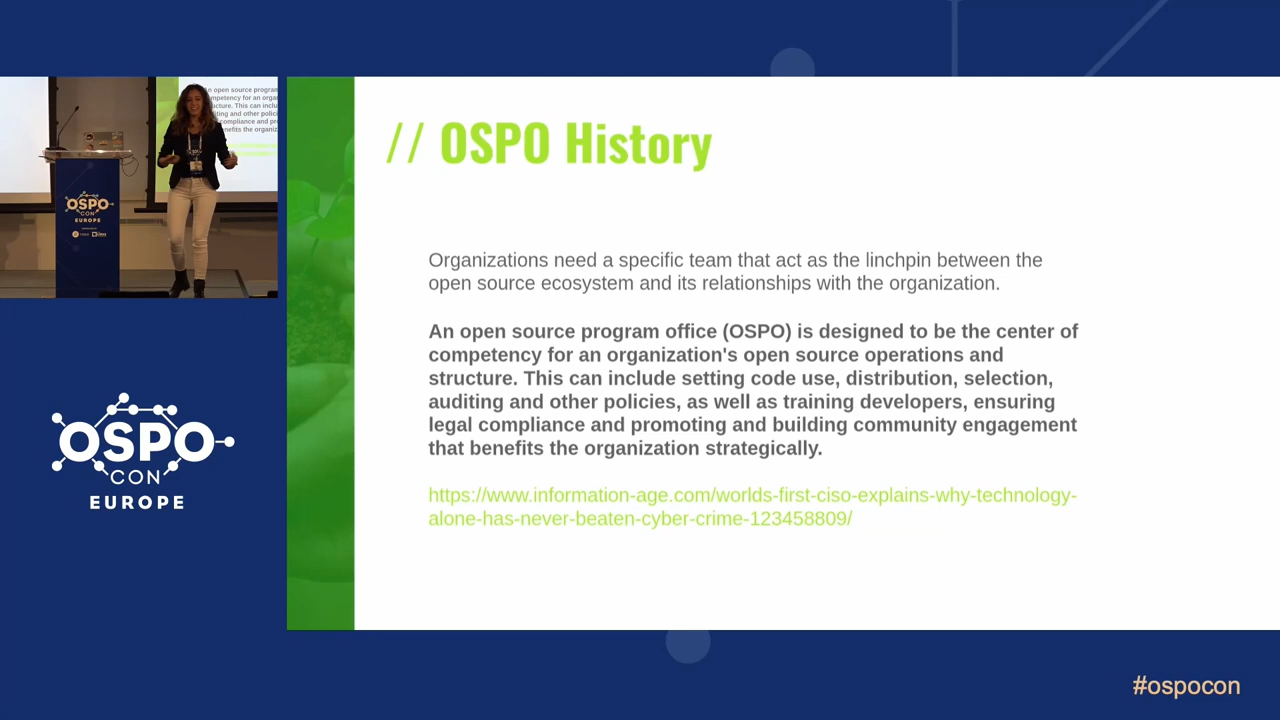 // OSPO History
Organizations need a specific team that act as the linchpin between the
open source ecosystem and its relationships with the organization.
An open source program office (OSPO) is designed to be the center of
competency for an organization's open source operations and
structure. This can include setting code use, distribution, selection,
auditing and other policies, as well as training developers, ensuring
legal compliance and promoting and building community engagement
that benefits the organization strategically.
https://www.information-age.com/worlds-first-ciso-explains-why-technology-
alone-has-never-beaten-cyber-crime-123458809/
OSPO
CON
EUROPE
OSPO
CON
EUROPE
#ospocon